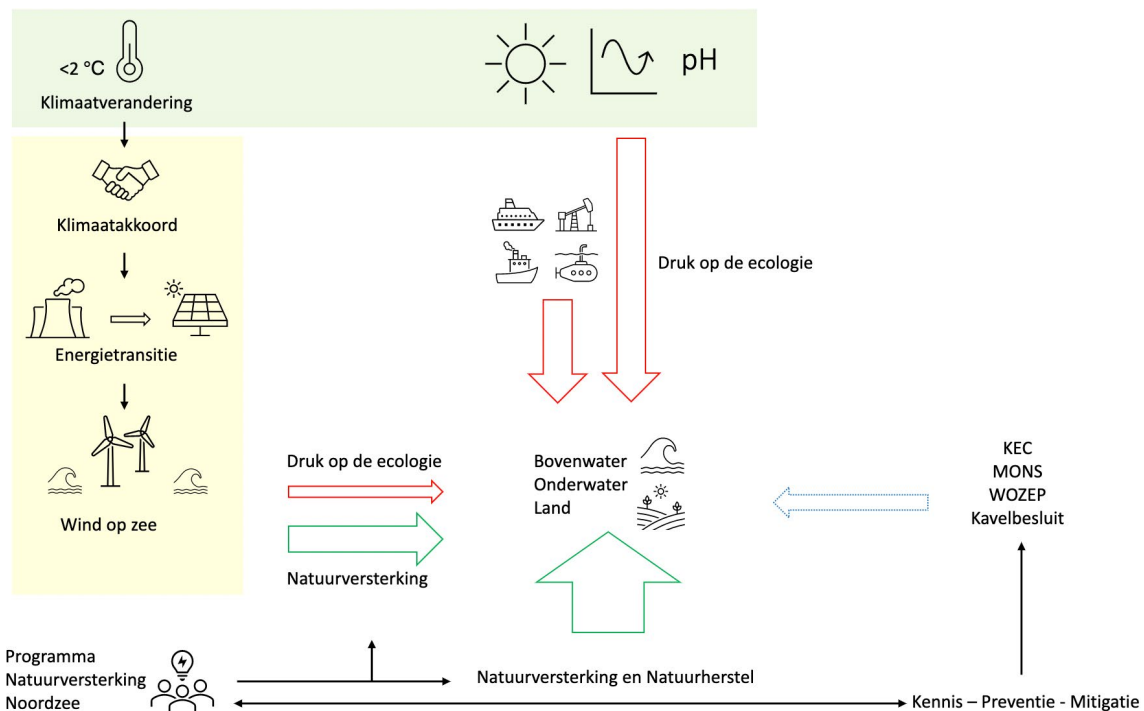 <2 °C
Klimaatverandering
pH
Klimaatakkoord
Druk op de ecologie
Energietransitie
Wind op zee
Druk op de ecologie
Natuurversterking
Bovenwater
Onderwater
Land
KEC
MONS
WOZEP
Kavelbesluit
Programma
Natuurversterking
Noordzee
Natuurversterking en Natuurherstel
Kennis – Preventie - Mitigatie